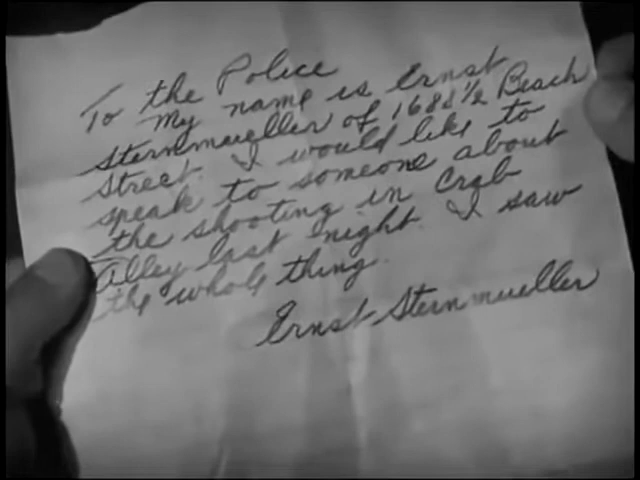 To the Police
My name is Ernst
Sternmueller of 1688½ Beach
Street. I would like to
speak to someone about
the shooting in Crab
Alley last night. I saw
the whole thing.
Ernst Sternmueller